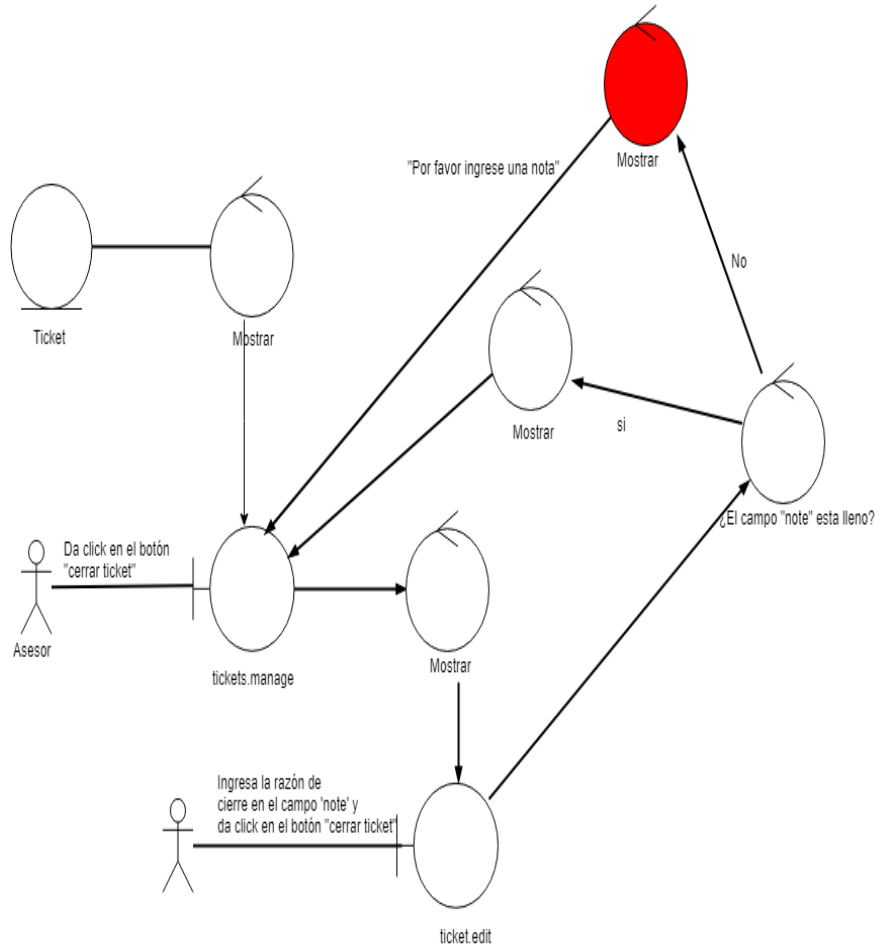 Mostrar
"Por favor ingrese una nota"
No
Ticket
Mostrar
Mostrar
si
¿El campo "note" esta lleno?
Da click en el botón
"cerrar ticket"
Asesor
tickets.manage
Mostrar
Ingresa la razón de
cierre en el campo 'note' y
da click en el botón "cerrar ticket"
ticket.edit